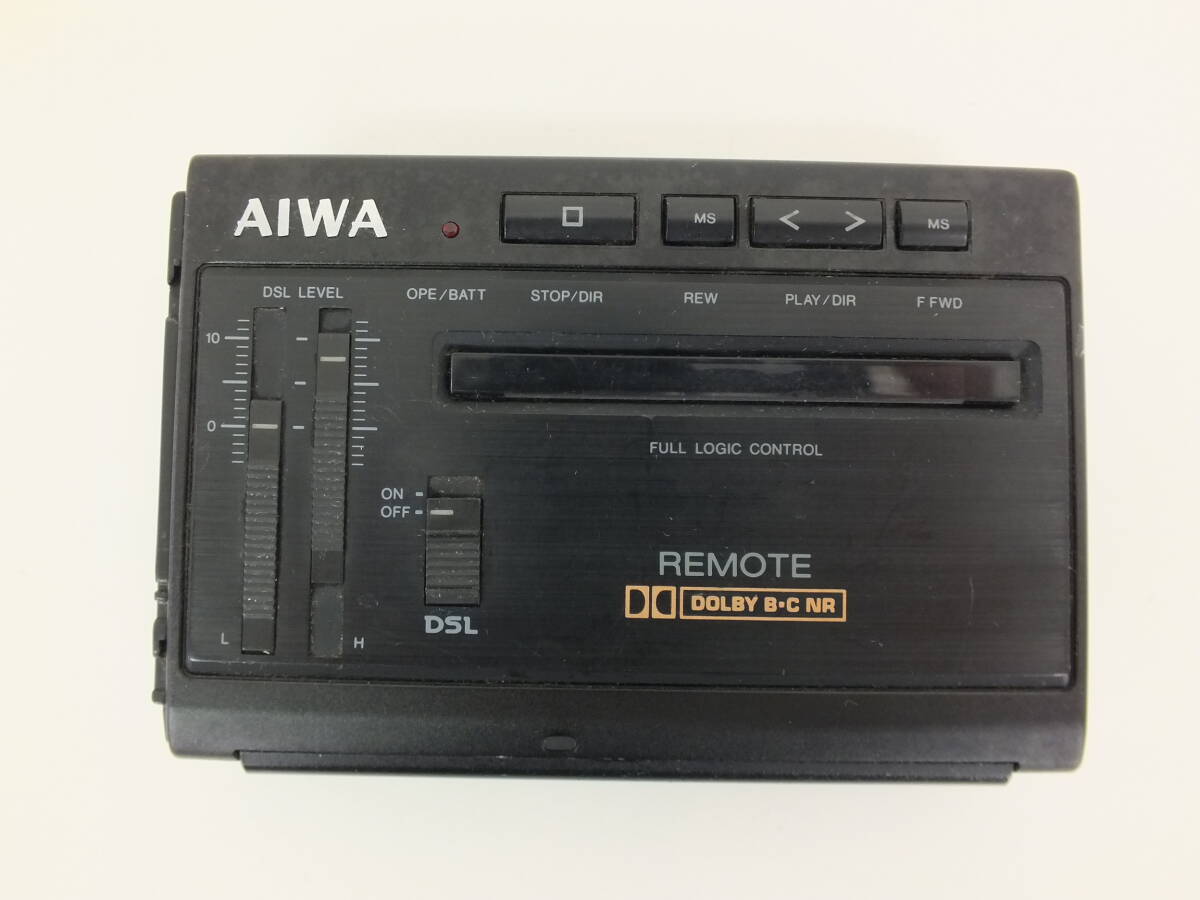 AIWA
MS
< >
MS
DSL LEVEL
OPE/BATT
STOP/DIR
REW
PLAY/DIR
F FWD
10
0
FULL LOGIC CONTROL
ON
OFF
REMOTE
DOLBY B·C NR
DSL
L
H